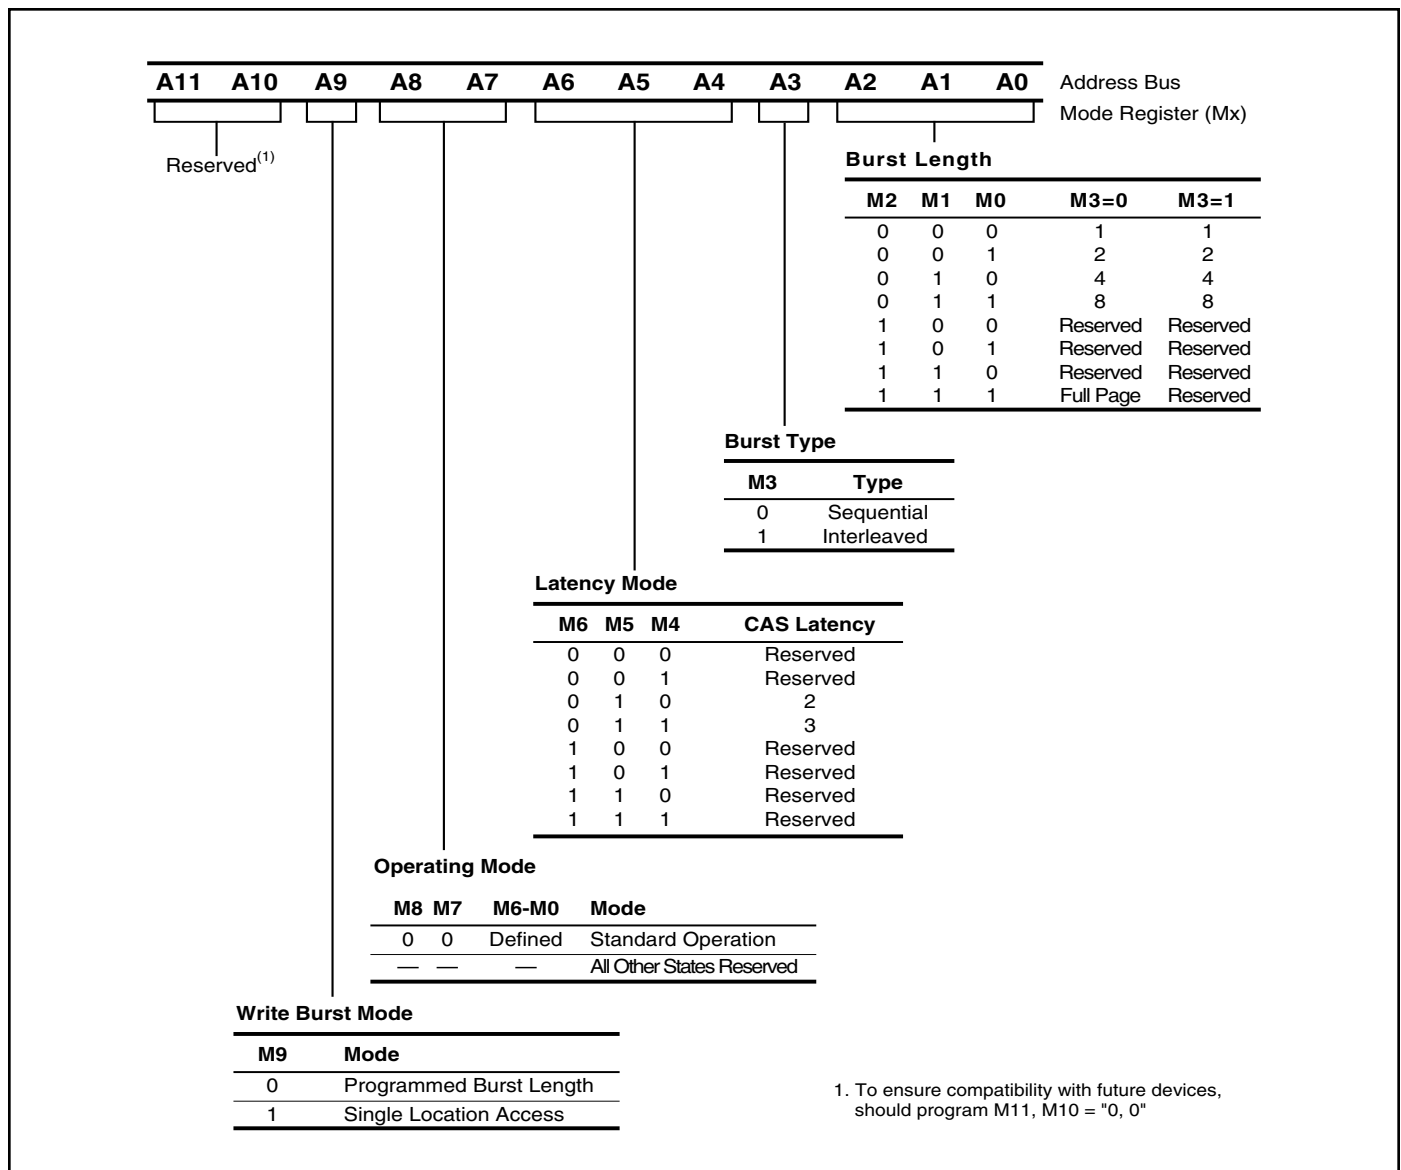 A11 A10 A9 A8 A7 A6 A5 A4 A3 A2 A1 A0 Address Bus
Mode Register (Mx)
Reserved(1)
Burst Length
M2 M1 M0 M3=0 M3=1
0 0 0 1 1
0 0 1 2 2
0 1 0 4 4
0 1 1 8 8
1 0 0 Reserved Reserved
1 0 1 Reserved Reserved
1 1 0 Reserved Reserved
1 1 1 Full Page Reserved
Burst Type
M3 Type
0 Sequential
1 Interleaved
Latency Mode
M6 M5 M4 CAS Latency
0 0 0 Reserved
0 0 1 Reserved
0 1 0 2
0 1 1 3
1 0 0 Reserved
1 0 1 Reserved
1 1 0 Reserved
1 1 1 Reserved
Operating Mode
M8 M7 M6-M0 Mode
0 0 Defined Standard Operation
— — — All Other States Reserved
Write Burst Mode
M9 Mode
0 Programmed Burst Length
1 Single Location Access
1. To ensure compatibility with future devices,
should program M11, M10 = "0, 0"